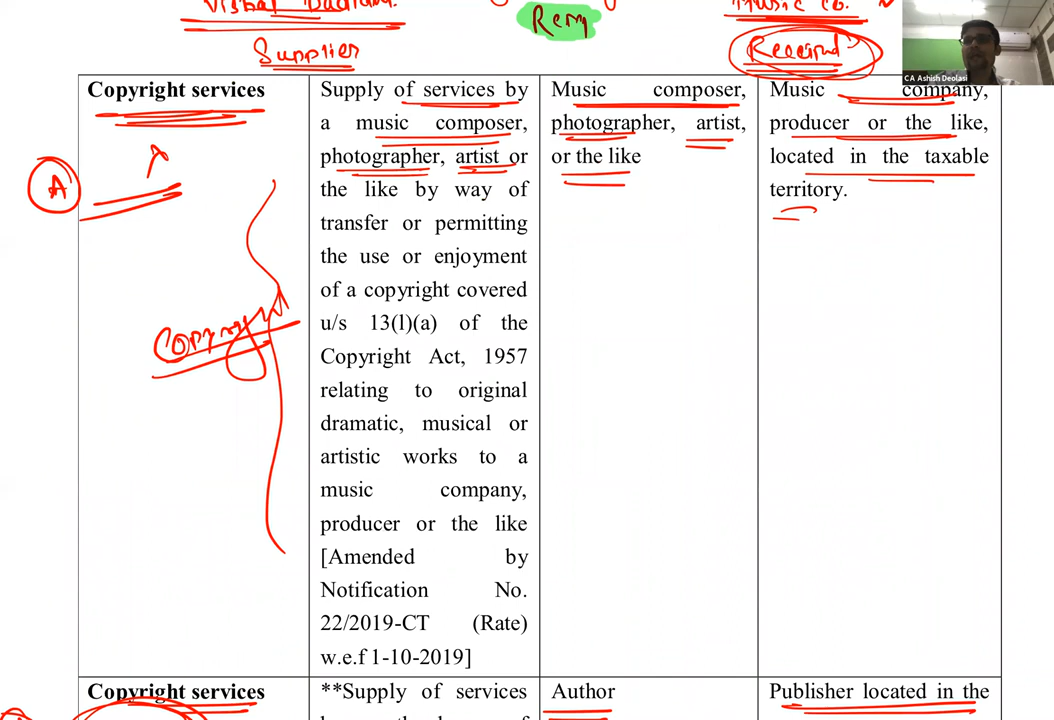 Visual Dadlani
Supplier
Rem
Music Co.
Recipient
CA Ashish Deolasi
Copyright services
Supply of services by
a music composer,
photographer, artist or
the like by way of
transfer or permitting
the use or enjoyment
of a copyright covered
u/s 13(l)(a) of the
Copyright Act, 1957
relating to original
dramatic, musical or
artistic works to a
music company,
producer or the like
[Amended by
Notification No.
22/2019-CT (Rate)
w.e.f 1-10-2019]
Music composer,
photographer, artist,
or the like
Music company,
producer or the like,
located in the taxable
territory.
A
A
Copyright
Copyright services
**Supply of services
Author
Publisher located in the